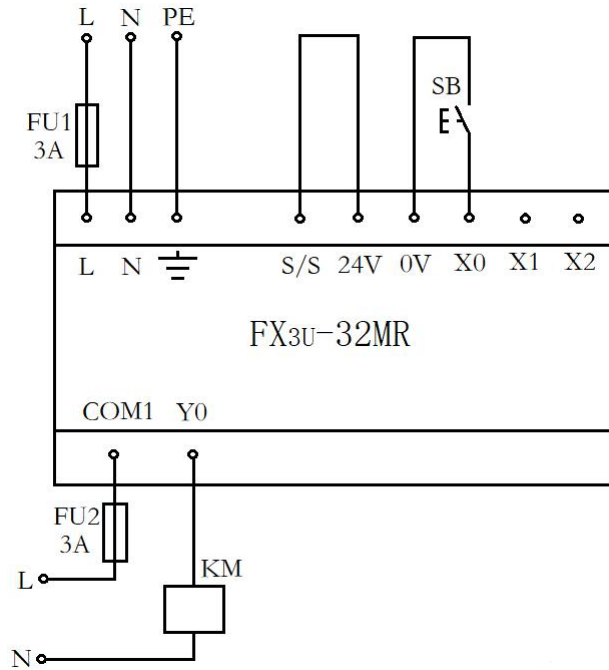 L N PE
SB
FU1
3A
L N S/S 24V 0V X0 X1 X2
FX3U-32MR
COM1 Y0
FU2
3A
KM
L
N